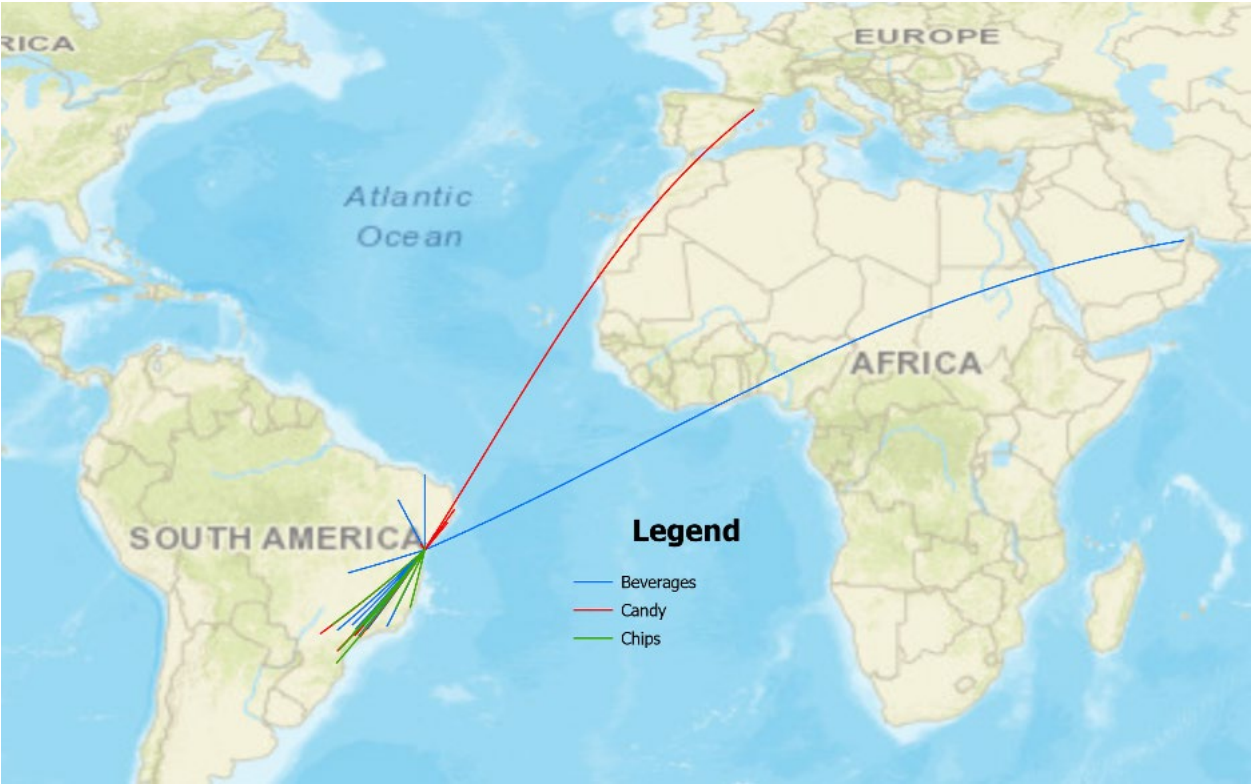 RICA
EUROPE
Atlantic
Ocean
AFRICA
SOUTH AMERICA
Legend
Beverages
Candy
Chips